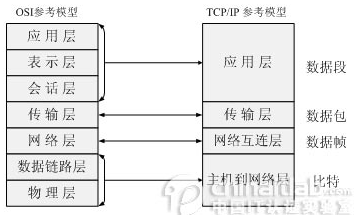 OSI参考模型
TCP/IP 参考模型
应用层
表示层
会话层
应用层
数据段
传输层
传输层
数据包
网络层
网络互连层
数据帧
数据链路层
物理层
主机到网络层
比特